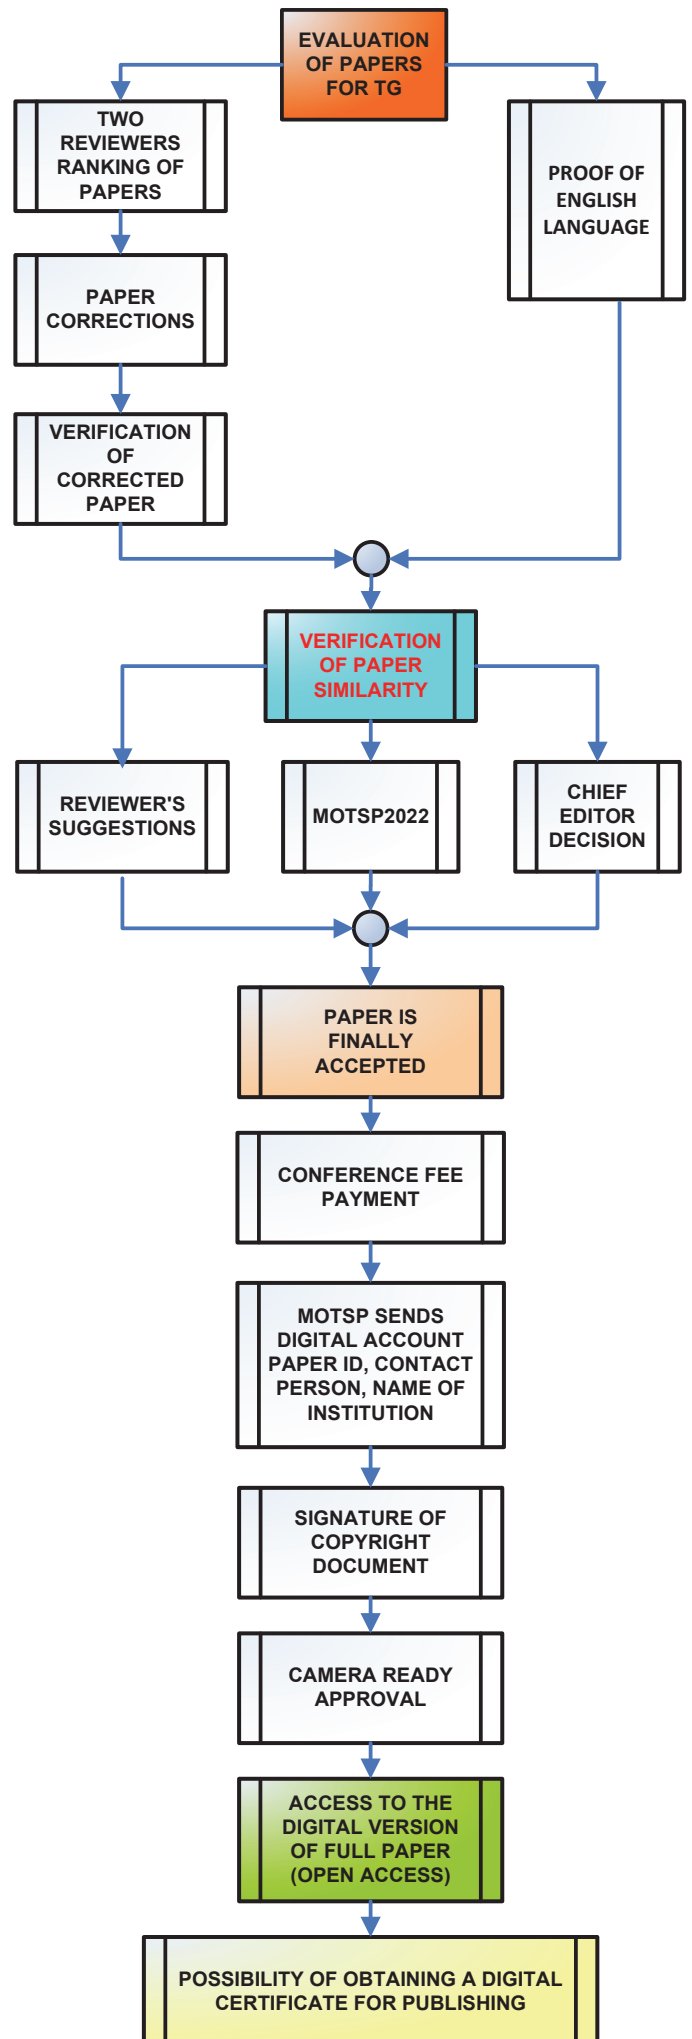 EVALUATION
OF PAPERS
FOR TG
TWO
REVIEWERS
RANKING OF
PAPERS
PROOF OF
ENGLISH
LANGUAGE
PAPER
CORRECTIONS
VERIFICATION
OF
CORRECTED
PAPER
VERIFICATION
OF PAPER
SIMILARITY
REVIEWER'S
SUGGESTIONS
MOTSP2022
CHIEF
EDITOR
DECISION
PAPER IS
FINALLY
ACCEPTED
CONFERENCE FEE
PAYMENT
MOTSP SENDS
DIGITAL ACCOUNT
PAPER ID, CONTACT
PERSON, NAME OF
INSTITUTION
SIGNATURE OF
COPYRIGHT
DOCUMENT
CAMERA READY
APPROVAL
ACCESS TO THE
DIGITAL VERSION
OF FULL PAPER
(OPEN ACCESS)
POSSIBILITY OF OBTAINING A DIGITAL
CERTIFICATE FOR PUBLISHING